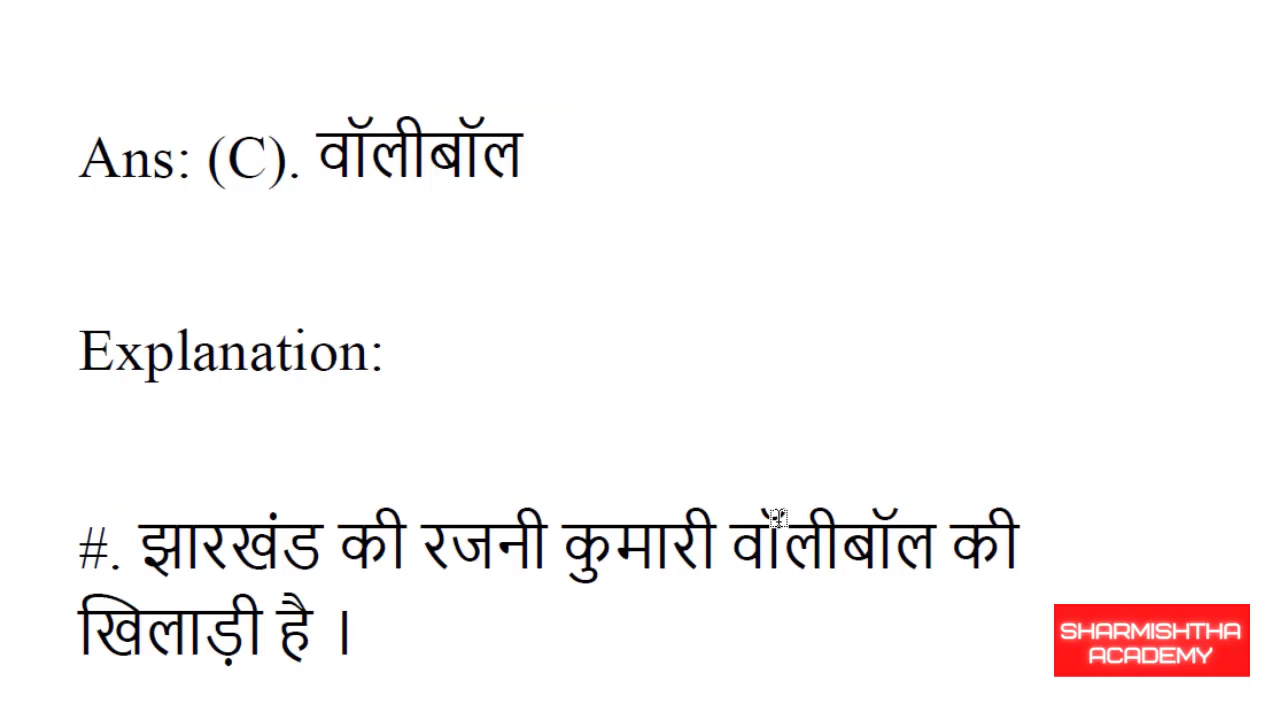 Ans: (C). वॉलीबॉल
Explanation:
#. झारखंड की रजनी कुमारी वॉलीबॉल की
खिलाड़ी है ।
SHARMISHTHA
ACADEMY